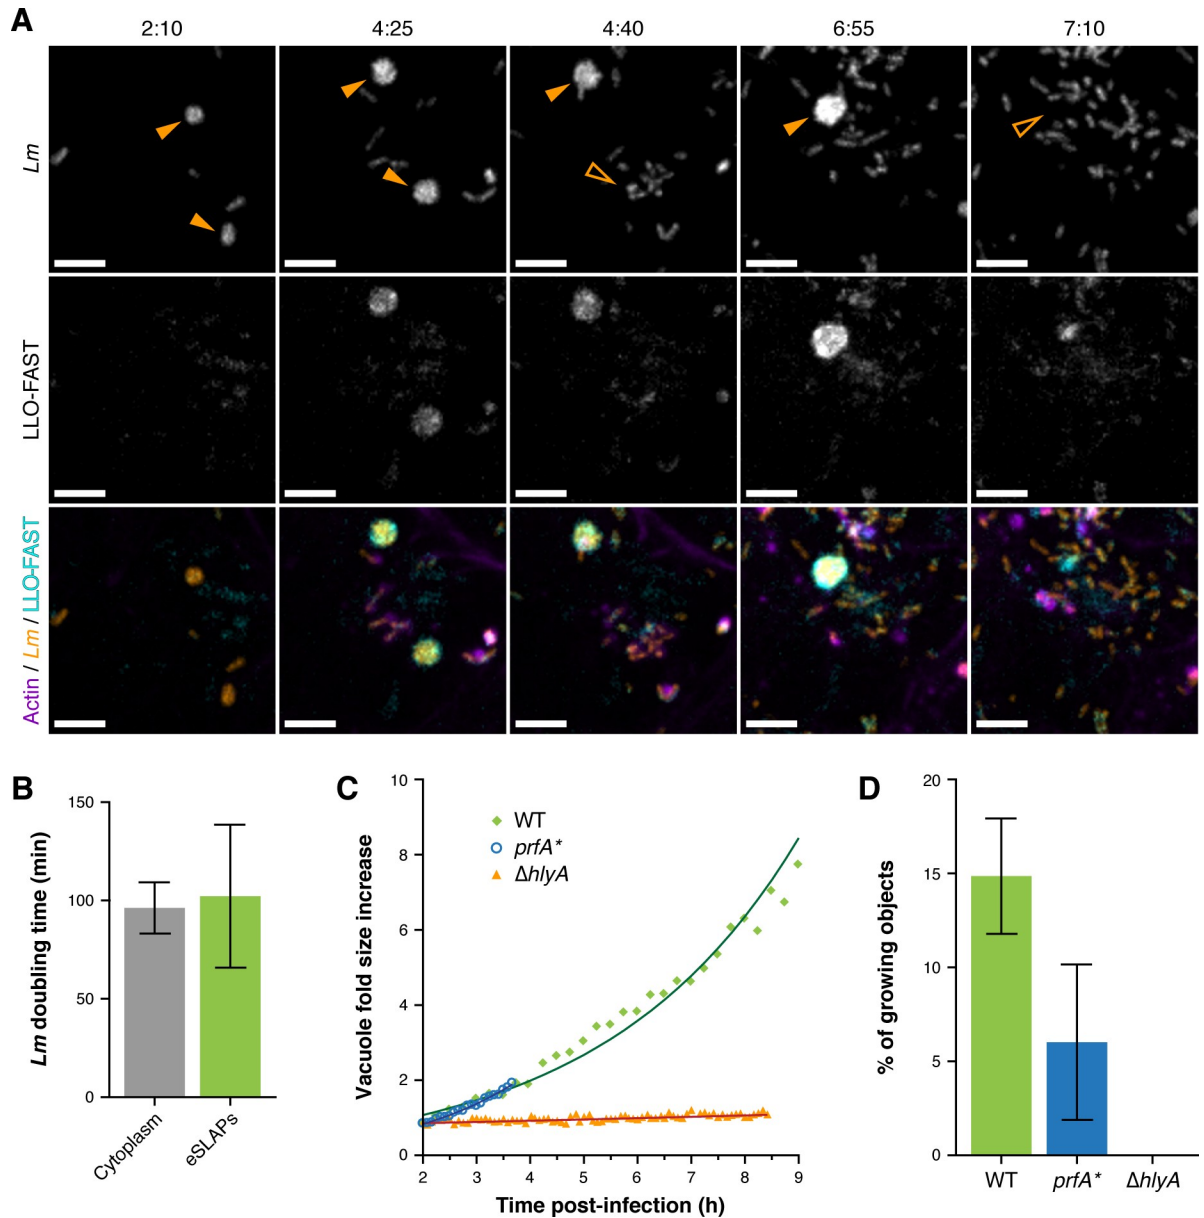 A
2:10 4:25 4:40 6:55 7:10
Lm
LLO-FAST
Actin / Lm / LLO-FAST
B
Lm doubling time (min)
150
100
50
0
Cytoplasm
eSLAPs
C
Vacuole fold size increase
10
8
6
4
2
0
WT
prfA*
ΔhlyA
2 3 4 5 6 7 8 9
Time post-infection (h)
D
% of growing objects
20
15
10
5
0
WT prfA* ΔhlyA